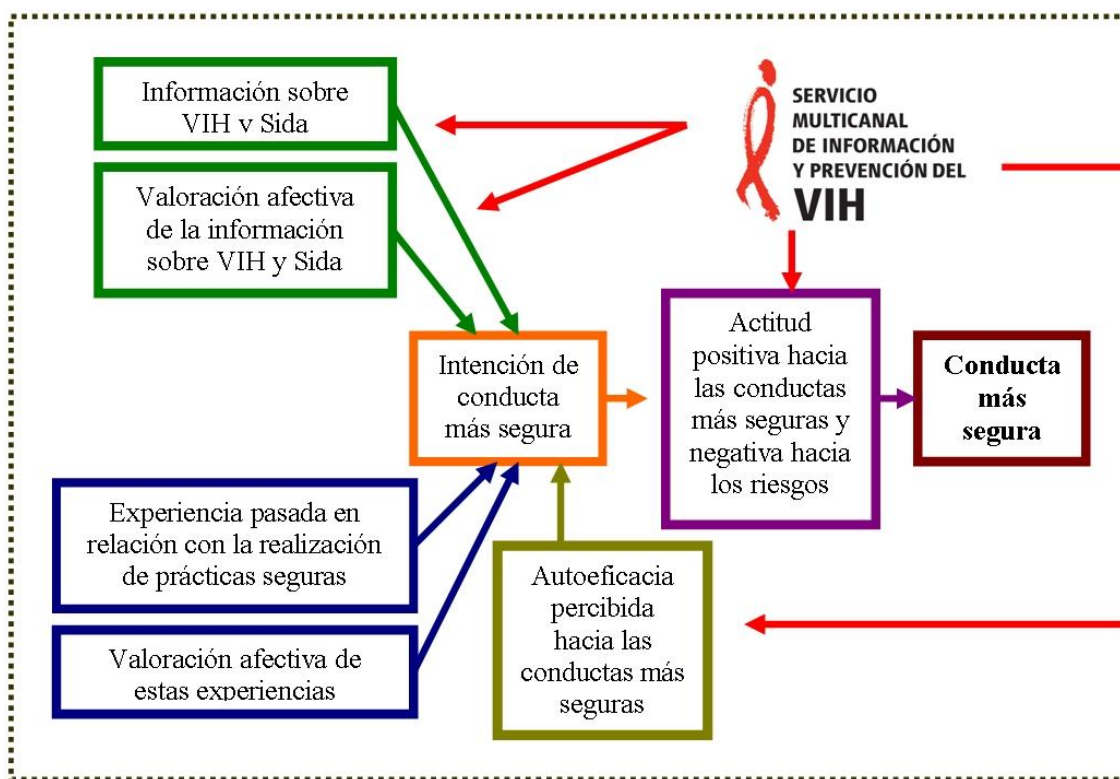 Información sobre
VIH v Sida
Valoración afectiva
de la información
sobre VIH y Sida
SERVICIO
MULTICANAL
DE INFORMACIÓN
Y PREVENCIÓN DEL
VIH
Intención de
conducta
más segura
Actitud
positiva hacia
las conductas
más seguras y
negativa hacia
los riesgos
Conducta
más
segura
Experiencia pasada en
relación con la realización
de prácticas seguras
Valoración afectiva de
estas experiencias
Autoeficacia
percibida
hacia las
conductas más
seguras